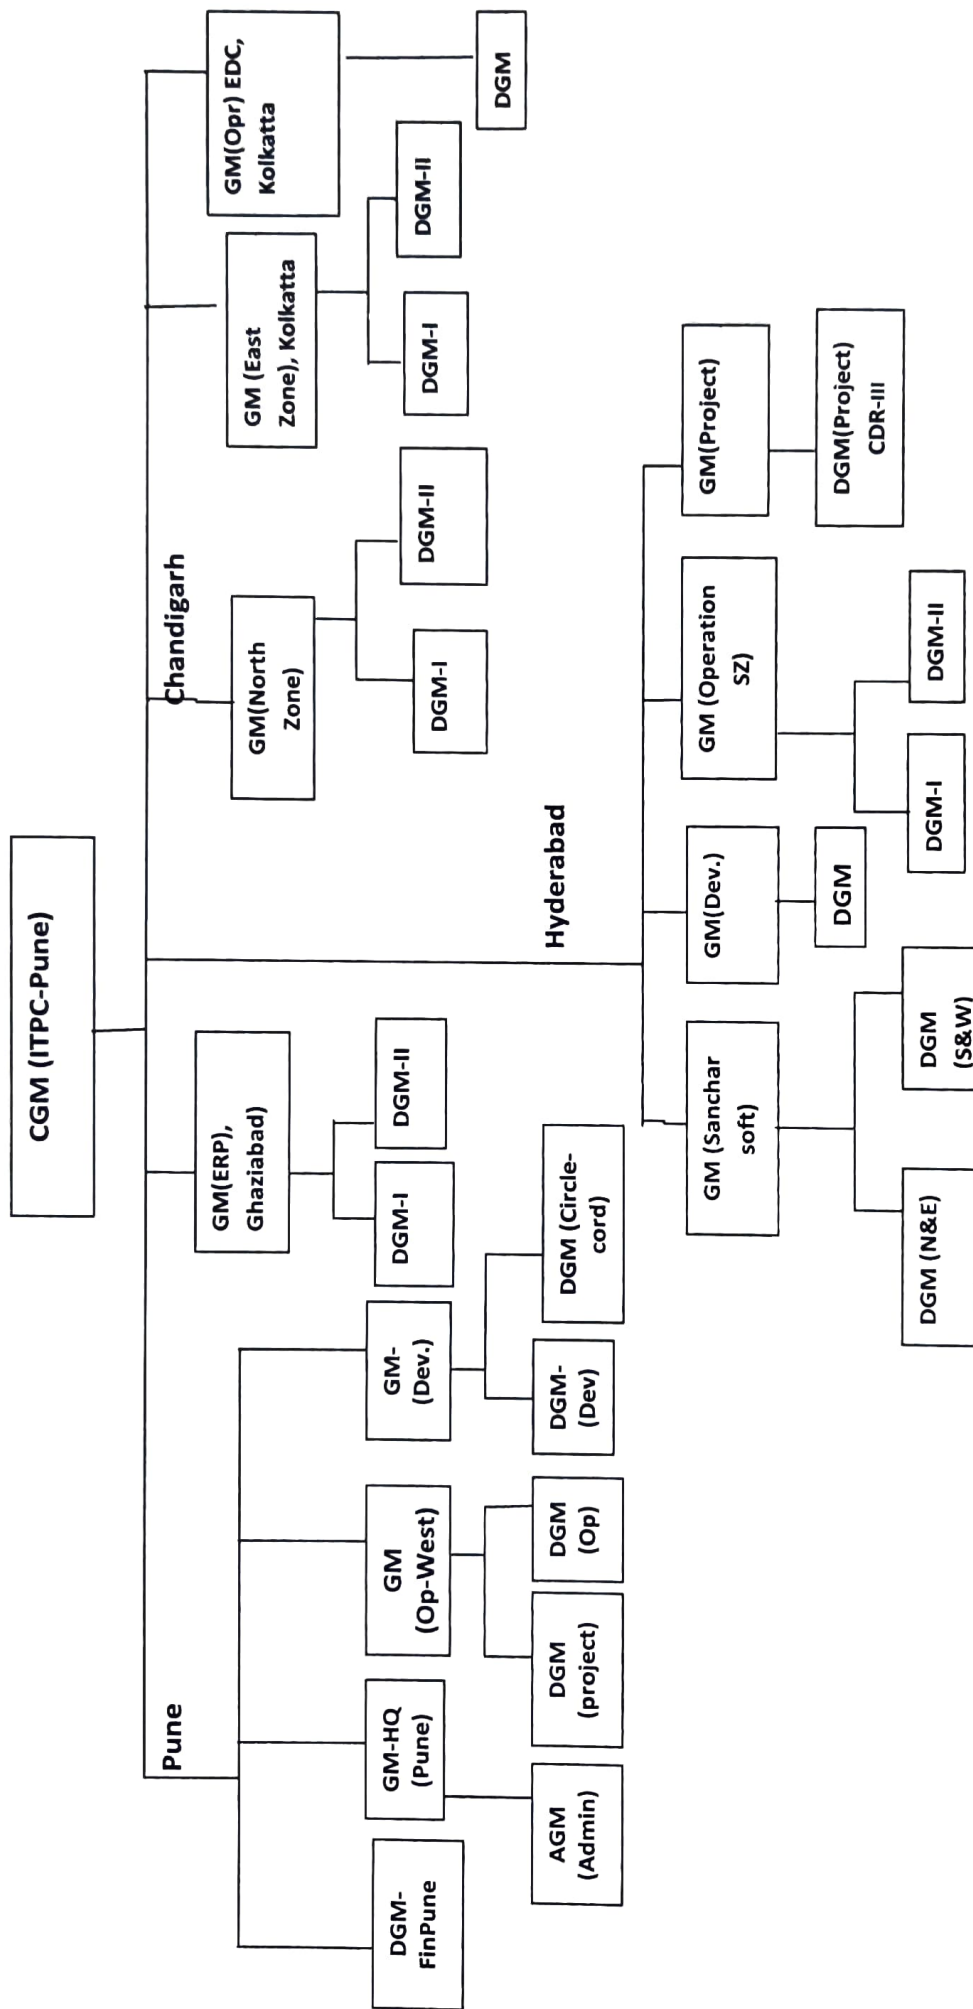 CGM (ITPC-Pune)
Pune
Chandigarh
GM(ERP),
Ghaziabad)
GM(North
Zone)
GM (East
Zone), Kolkatta
GM(Opr) EDC,
Kolkatta
DGM-I
DGM-II
DGM-I
DGM-II
DGM-I
DGM-II
DGM
DGM-
FinPune
GM-HQ
(Pune)
GM
(Op-West)
GM-
(Dev.)
AGM
(Admin)
DGM
(project)
DGM
(Op)
DGM-
(Dev)
DGM (Circle-
cord)
Hyderabad
GM (Sanchar
soft)
GM(Dev.)
GM (Operation
SZ)
GM(Project)
DGM
DGM(Project)
CDR-III
DGM (N&E)
DGM
(S&W)
DGM-I
DGM-II